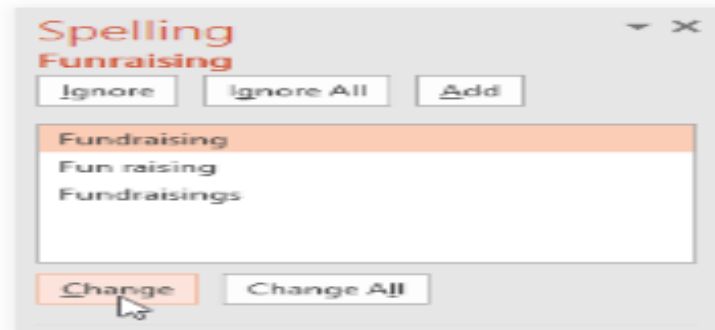 Spelling
Funraising
Ignore Ignore All Add
Fundraising
Fun raising
Fundraisings
Change Change All